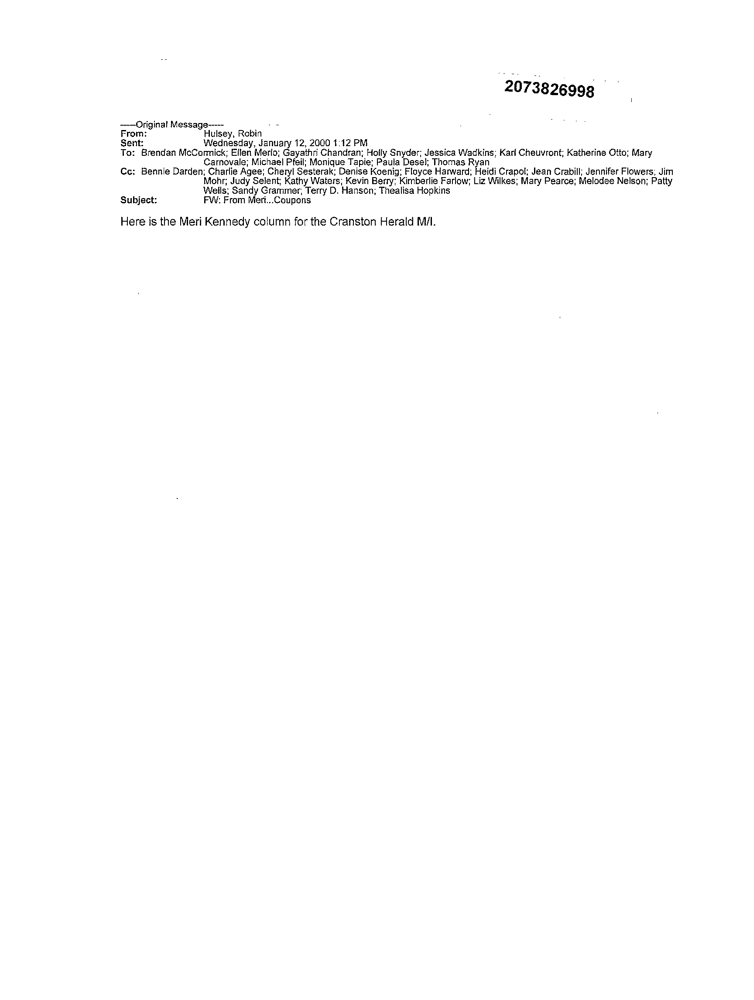 2073826998
-----Original Message-----
From: Hulsey, Robin
Sent: Wednesday, January 12, 2000 1:12 PM
To: Brendan McCormick; Ellen Merlo; Gayathri Chandran; Holly Snyder; Jessica Wadkins; Karl Cheuvront; Katherine Otto; Mary
Carnovale; Michael Pfeil; Monique Tapie; Paula Desel; Thomas Ryan
Cc: Bennie Darden; Charlie Agee; Cheryl Sesterak; Denise Koenig; Floyce Harward; Heidi Crapol; Jean Crabill; Jennifer Flowers; Jim
Mohr; Judy Selent; Kathy Waters; Kevin Berry; Kimberlie Farlow; Liz Wilkes; Mary Pearce; Melodee Nelson; Patty
Wells; Sandy Grammer; Terry D. Hanson; Thealisa Hopkins
Subject: FW: From Meri...Coupons
Here is the Meri Kennedy column for the Cranston Herald M/I.